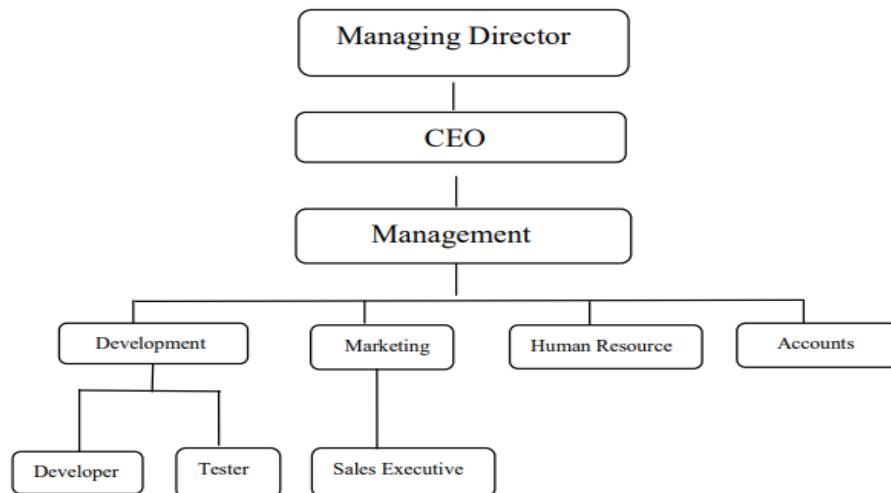 Managing Director
CEO
Management
Development
Marketing
Human Resource
Accounts
Developer
Tester
Sales Executive